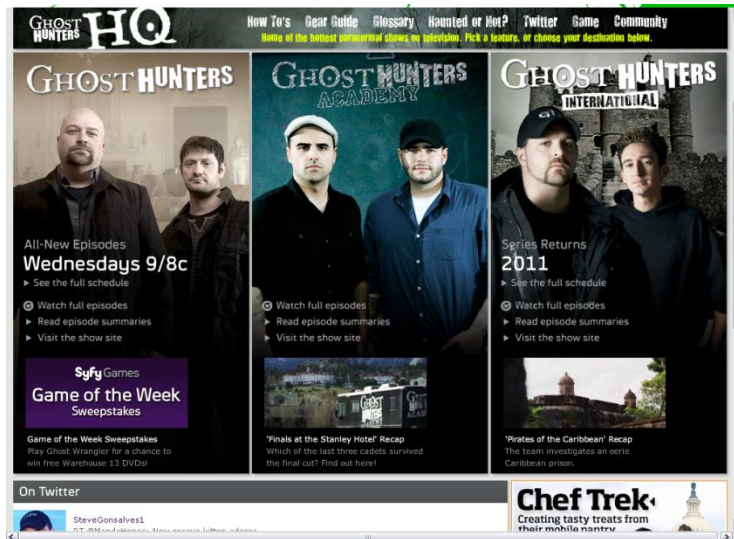 GHOST HUNTERS HQ
How To's Gear Guide Glossary Haunted or Not? Twitter Game Community
Home of the hottest paranormal shows on television. Pick a feature, or choose your destination below.
GHOST HUNTERS
All-New Episodes
Wednesdays 9/8c
See the full schedule
Watch full episodes
Read episode summaries
Visit the show site
Syfy Games
Game of the Week
Sweepstakes
Game of the Week Sweepstakes
Play Ghost Wrangler for a chance to
win free Warehouse 13 DVDs!
GHOST HUNTERS
ACADEMY
Watch full episodes
Read episode summaries
Visit the show site
GHOST HUNTERS
'Finals at the Stanley Hotel' Recap
Which of the last three cadets survived
the final cut? Find out here!
GHOST HUNTERS
INTERNATIONAL
Series Returns
2011
See the full schedule
Watch full episodes
Read episode summaries
Visit the show site
'Pirates of the Caribbean' Recap
The team investigates an eerie
Caribbean prison.
On Twitter
SteveGonsalves1
Chef Trek
Creating tasty treats from
their mobile pantry